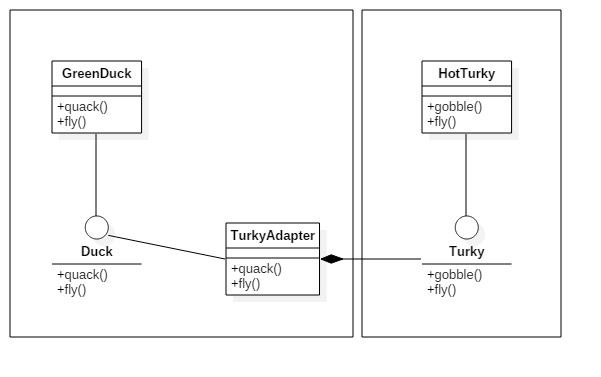 GreenDuck
+quack()
+fly()
HotTurky
+gobble()
+fly()
Duck
+quack()
+fly()
TurkyAdapter
+quack()
+fly()
Turky
+gobble()
+fly()